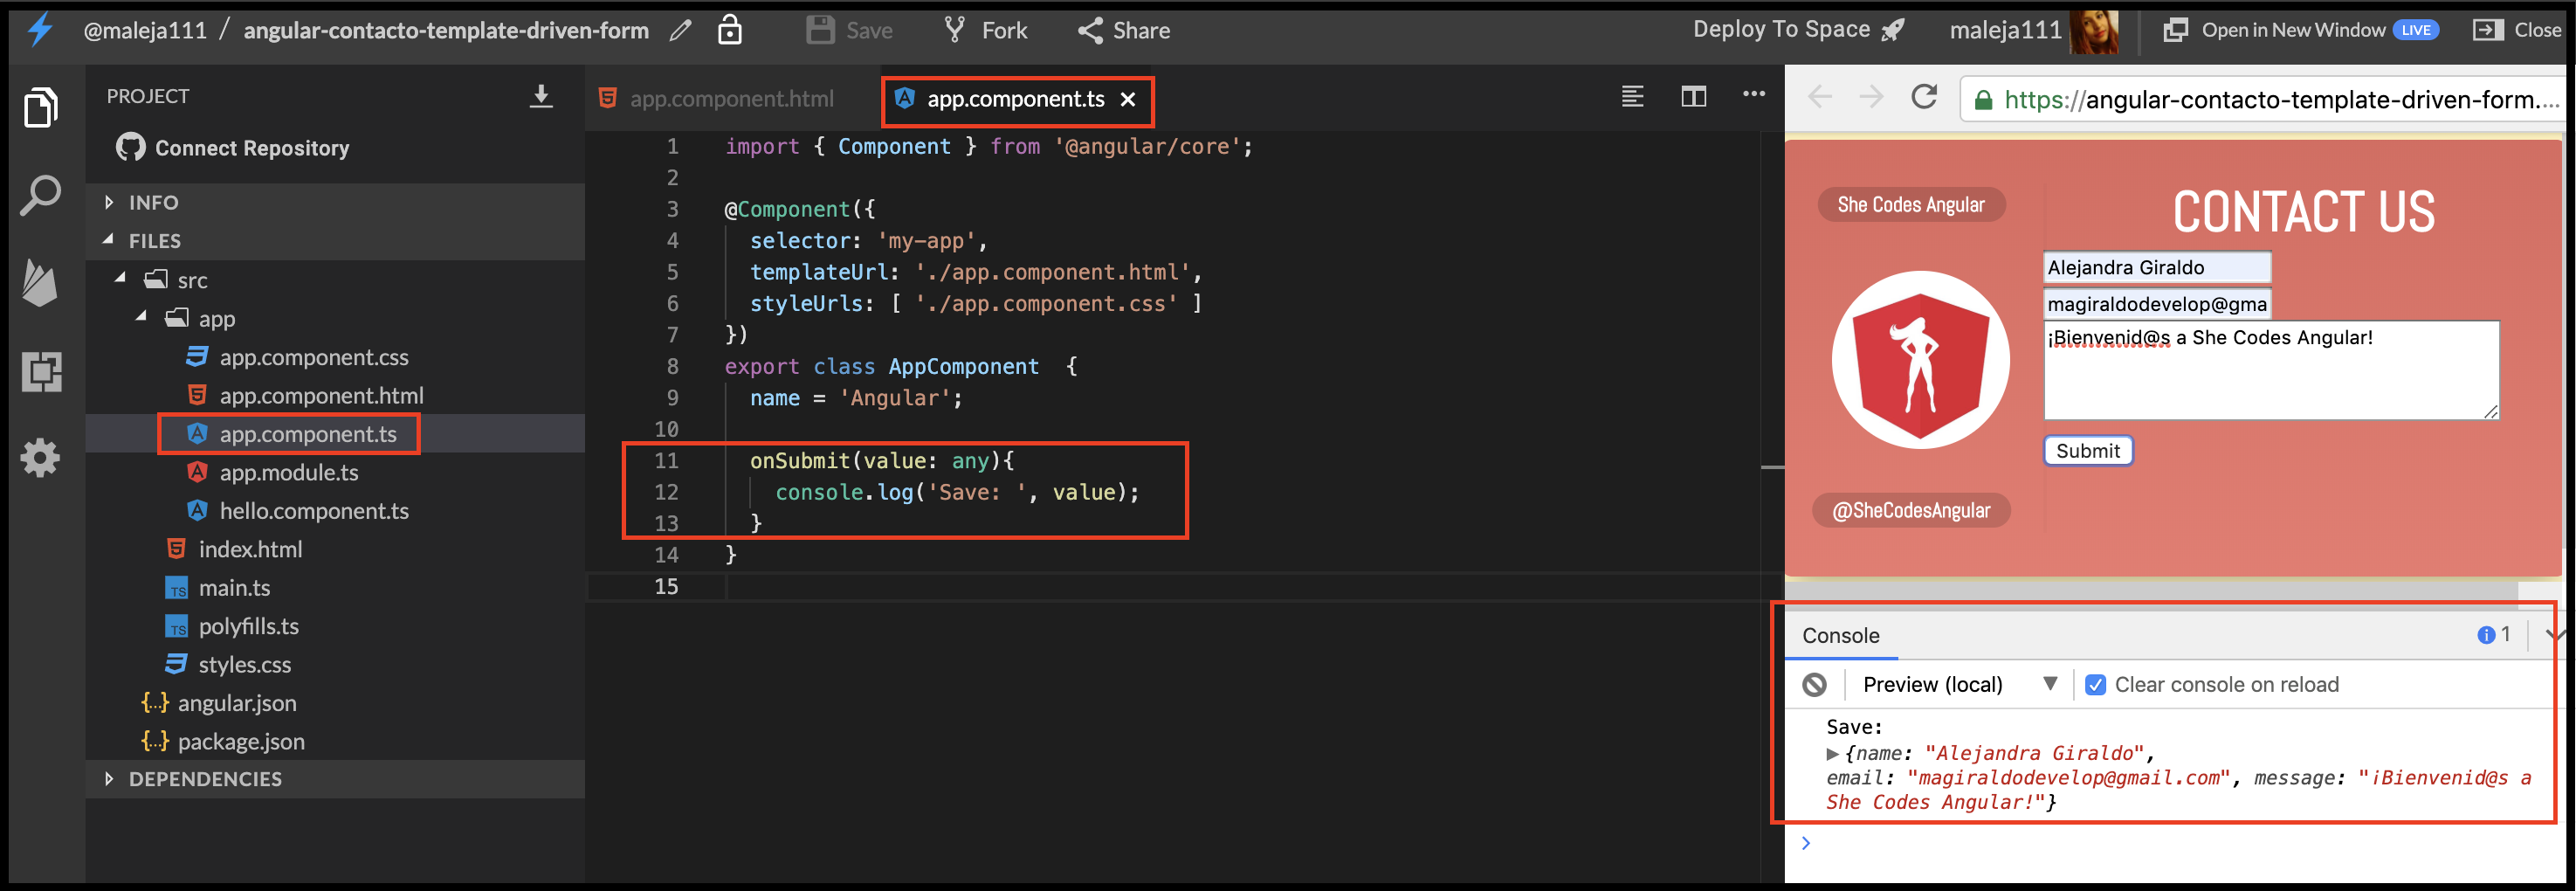 @maleja111 / angular-contacto-template-driven-form Save Fork Share Deploy To Space maleja111 Open in New Window LIVE Close
PROJECT
Connect Repository
INFO
FILES
src
app
app.component.css
app.component.html
app.component.ts
app.module.ts
hello.component.ts
index.html
main.ts
polyfills.ts
styles.css
{..} angular.json
{..} package.json
DEPENDENCIES
app.component.html app.component.ts ×
1 import { Component } from '@angular/core';
2
3 @Component({
4 selector: 'my-app',
5 templateUrl: './app.component.html',
6 styleUrls: [ './app.component.css' ]
7 })
8 export class AppComponent {
9 name = 'Angular';
10
11 onSubmit(value: any){
12 console.log('Save: ', value);
13 }
14 }
15
https://angular-contacto-template-driven-form....
She Codes Angular
CONTACT US
Alejandra Giraldo
magiraldodevelop@gma
¡Bienvenid@s a She Codes Angular!
Submit
@SheCodesAngular
Console 1
Preview (local) ▼ Clear console on reload
Save:
▶ {name: "Alejandra Giraldo",
email: "magiraldodevelop@gmail.com", message: "¡Bienvenid@s a
She Codes Angular!"}
>